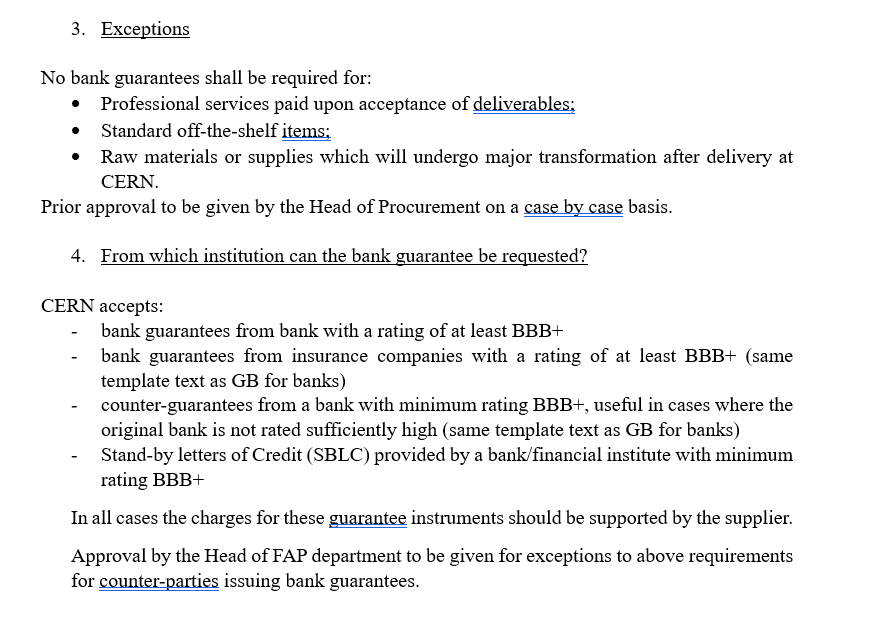 3. Exceptions
No bank guarantees shall be required for:
• Professional services paid upon acceptance of deliverables;
• Standard off-the-shelf items;
• Raw materials or supplies which will undergo major transformation after delivery at
CERN.
Prior approval to be given by the Head of Procurement on a case by case basis.
4. From which institution can the bank guarantee be requested?
CERN accepts:
- bank guarantees from bank with a rating of at least BBB+
- bank guarantees from insurance companies with a rating of at least BBB+ (same
template text as GB for banks)
- counter-guarantees from a bank with minimum rating BBB+, useful in cases where the
original bank is not rated sufficiently high (same template text as GB for banks)
- Stand-by letters of Credit (SBLC) provided by a bank/financial institute with minimum
rating BBB+
In all cases the charges for these guarantee instruments should be supported by the supplier.
Approval by the Head of FAP department to be given for exceptions to above requirements
for counter-parties issuing bank guarantees.